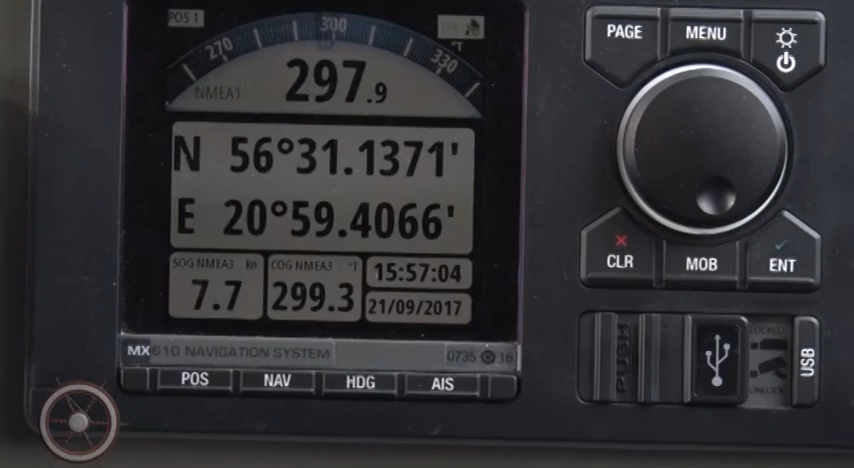 POS 1
270
300
330
°T
NMEA1
297.9
N 56°31.1371'
E 20°59.4066'
SOG NMEA3 kn
7.7
COG NMEA3 °T
299.3
15:57:04
21/09/2017
MX610 NAVIGATION SYSTEM
0735
16
POS
NAV
HDG
AIS
PAGE
MENU
CLR
MOB
ENT
PUSH
LOCKED
UNLOCK
USB